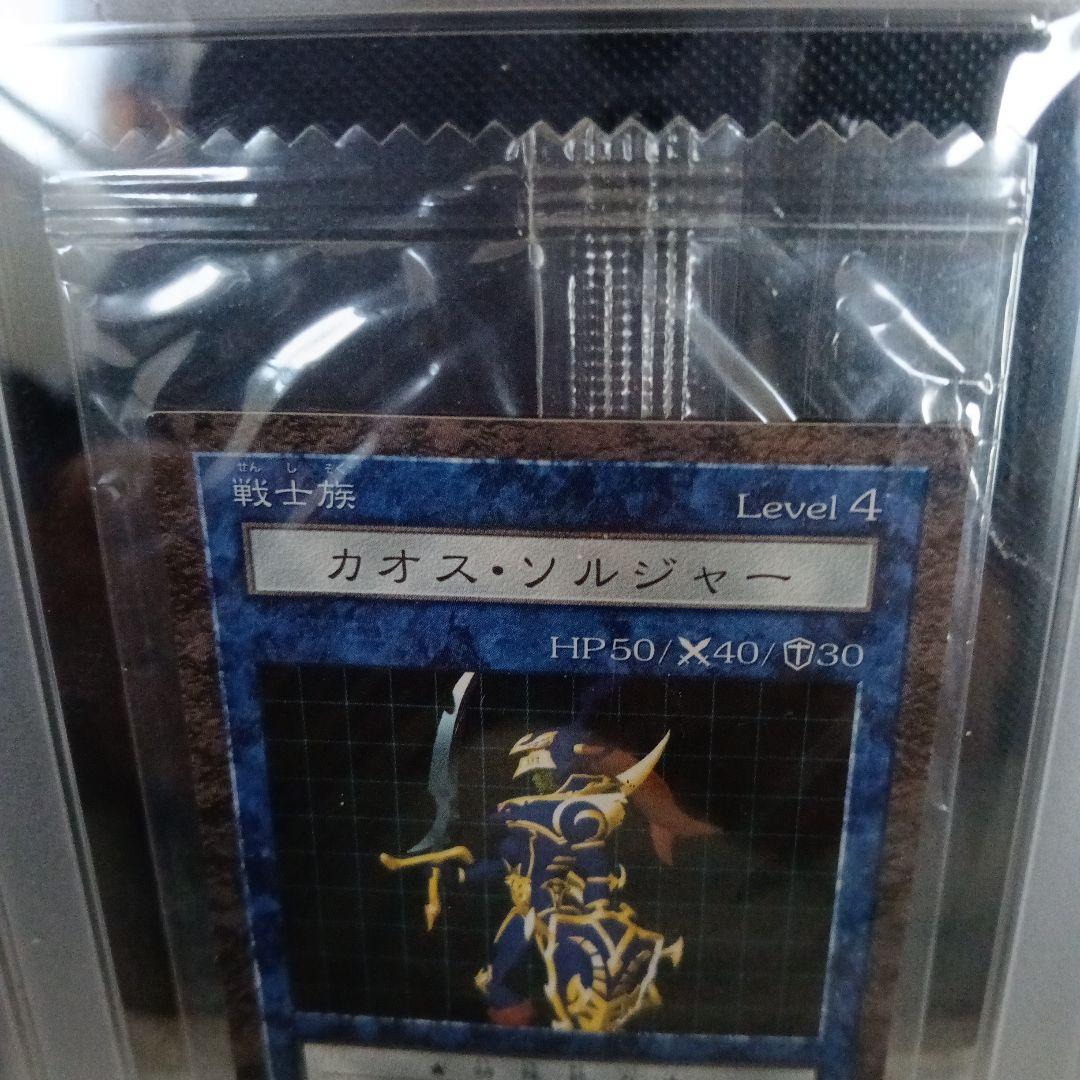 せんしぞく
戦士族
Level 4
カオス・ソルジャー
HP50/40/30